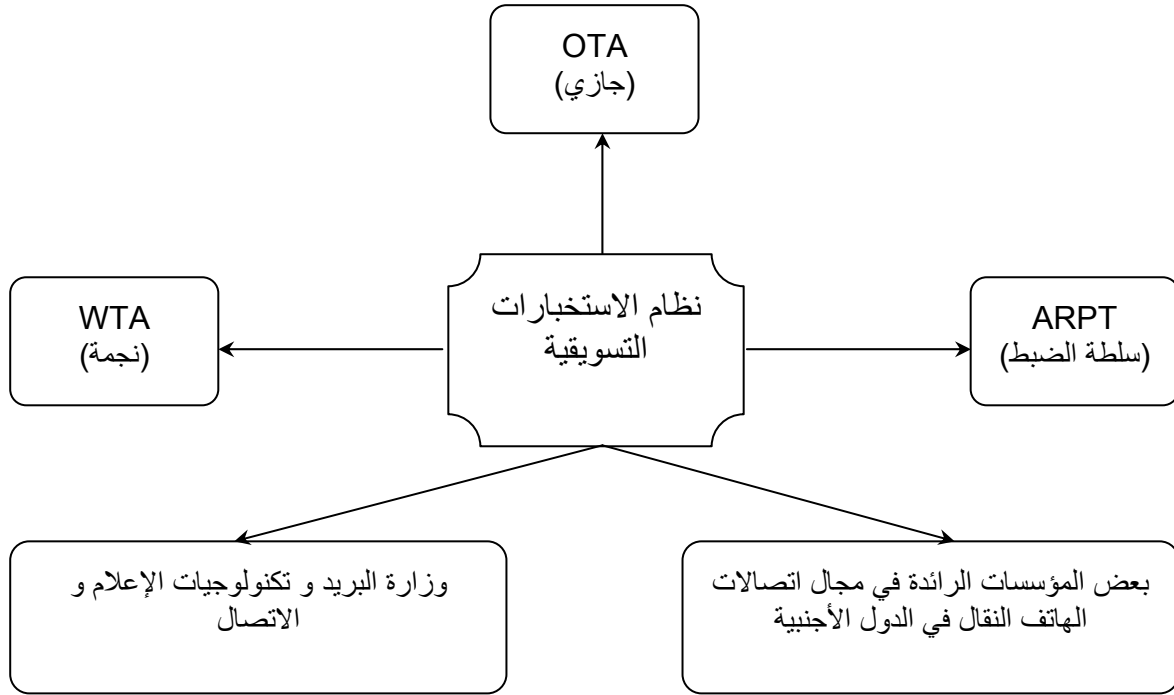 OTA
(جازي)
نظام الاستخبارات
التسويقية
ARPT
(سلطة الضبط)
WTA
(نجمة)
بعض المؤسسات الرائدة في مجال اتصالات
الهاتف النقال في الدول الأجنبية
وزارة البريد و تكنولوجيات الإعلام و
الاتصال